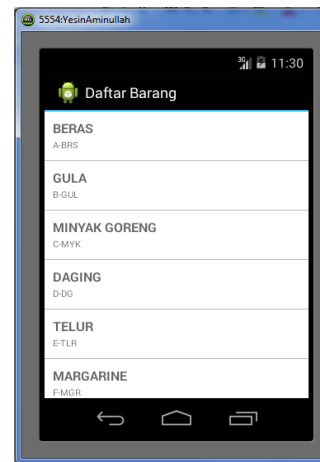 5554:YesinAminullah
3G 11:30
Daftar Barang
BERAS
A-BRS
GULA
B-GUL
MINYAK GORENG
C-MYK
DAGING
D-DG
TELUR
E-TLR
MARGARINE
F-MGR